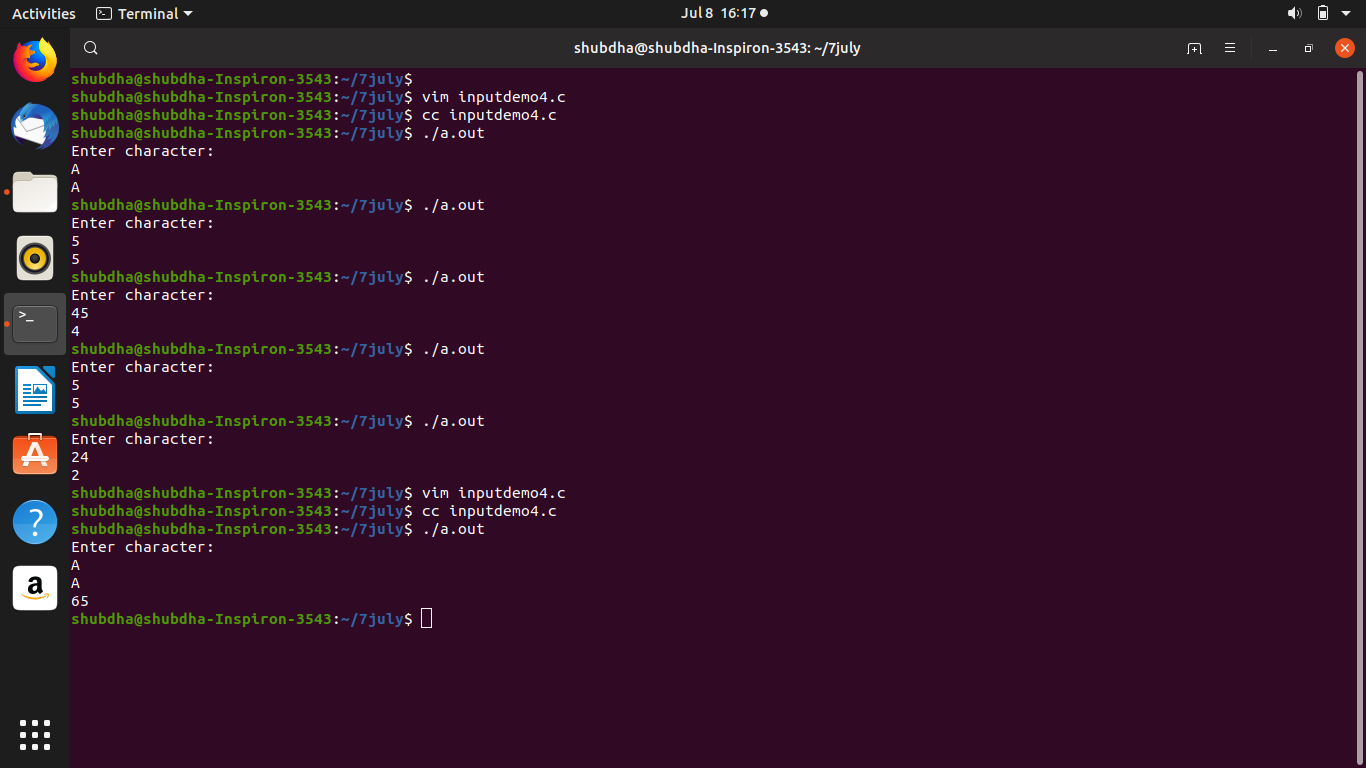 Activities Terminal Jul 8 16:17
shubdha@shubdha-Inspiron-3543: ~/7july
shubdha@shubdha-Inspiron-3543:~/7july$
shubdha@shubdha-Inspiron-3543:~/7july$ vim inputdemo4.c
shubdha@shubdha-Inspiron-3543:~/7july$ cc inputdemo4.c
shubdha@shubdha-Inspiron-3543:~/7july$ ./a.out
Enter character:
A
A
shubdha@shubdha-Inspiron-3543:~/7july$ ./a.out
Enter character:
5
5
shubdha@shubdha-Inspiron-3543:~/7july$ ./a.out
Enter character:
45
4
shubdha@shubdha-Inspiron-3543:~/7july$ ./a.out
Enter character:
5
5
shubdha@shubdha-Inspiron-3543:~/7july$ ./a.out
Enter character:
24
2
shubdha@shubdha-Inspiron-3543:~/7july$ vim inputdemo4.c
shubdha@shubdha-Inspiron-3543:~/7july$ cc inputdemo4.c
shubdha@shubdha-Inspiron-3543:~/7july$ ./a.out
Enter character:
A
A
65
shubdha@shubdha-Inspiron-3543:~/7july$